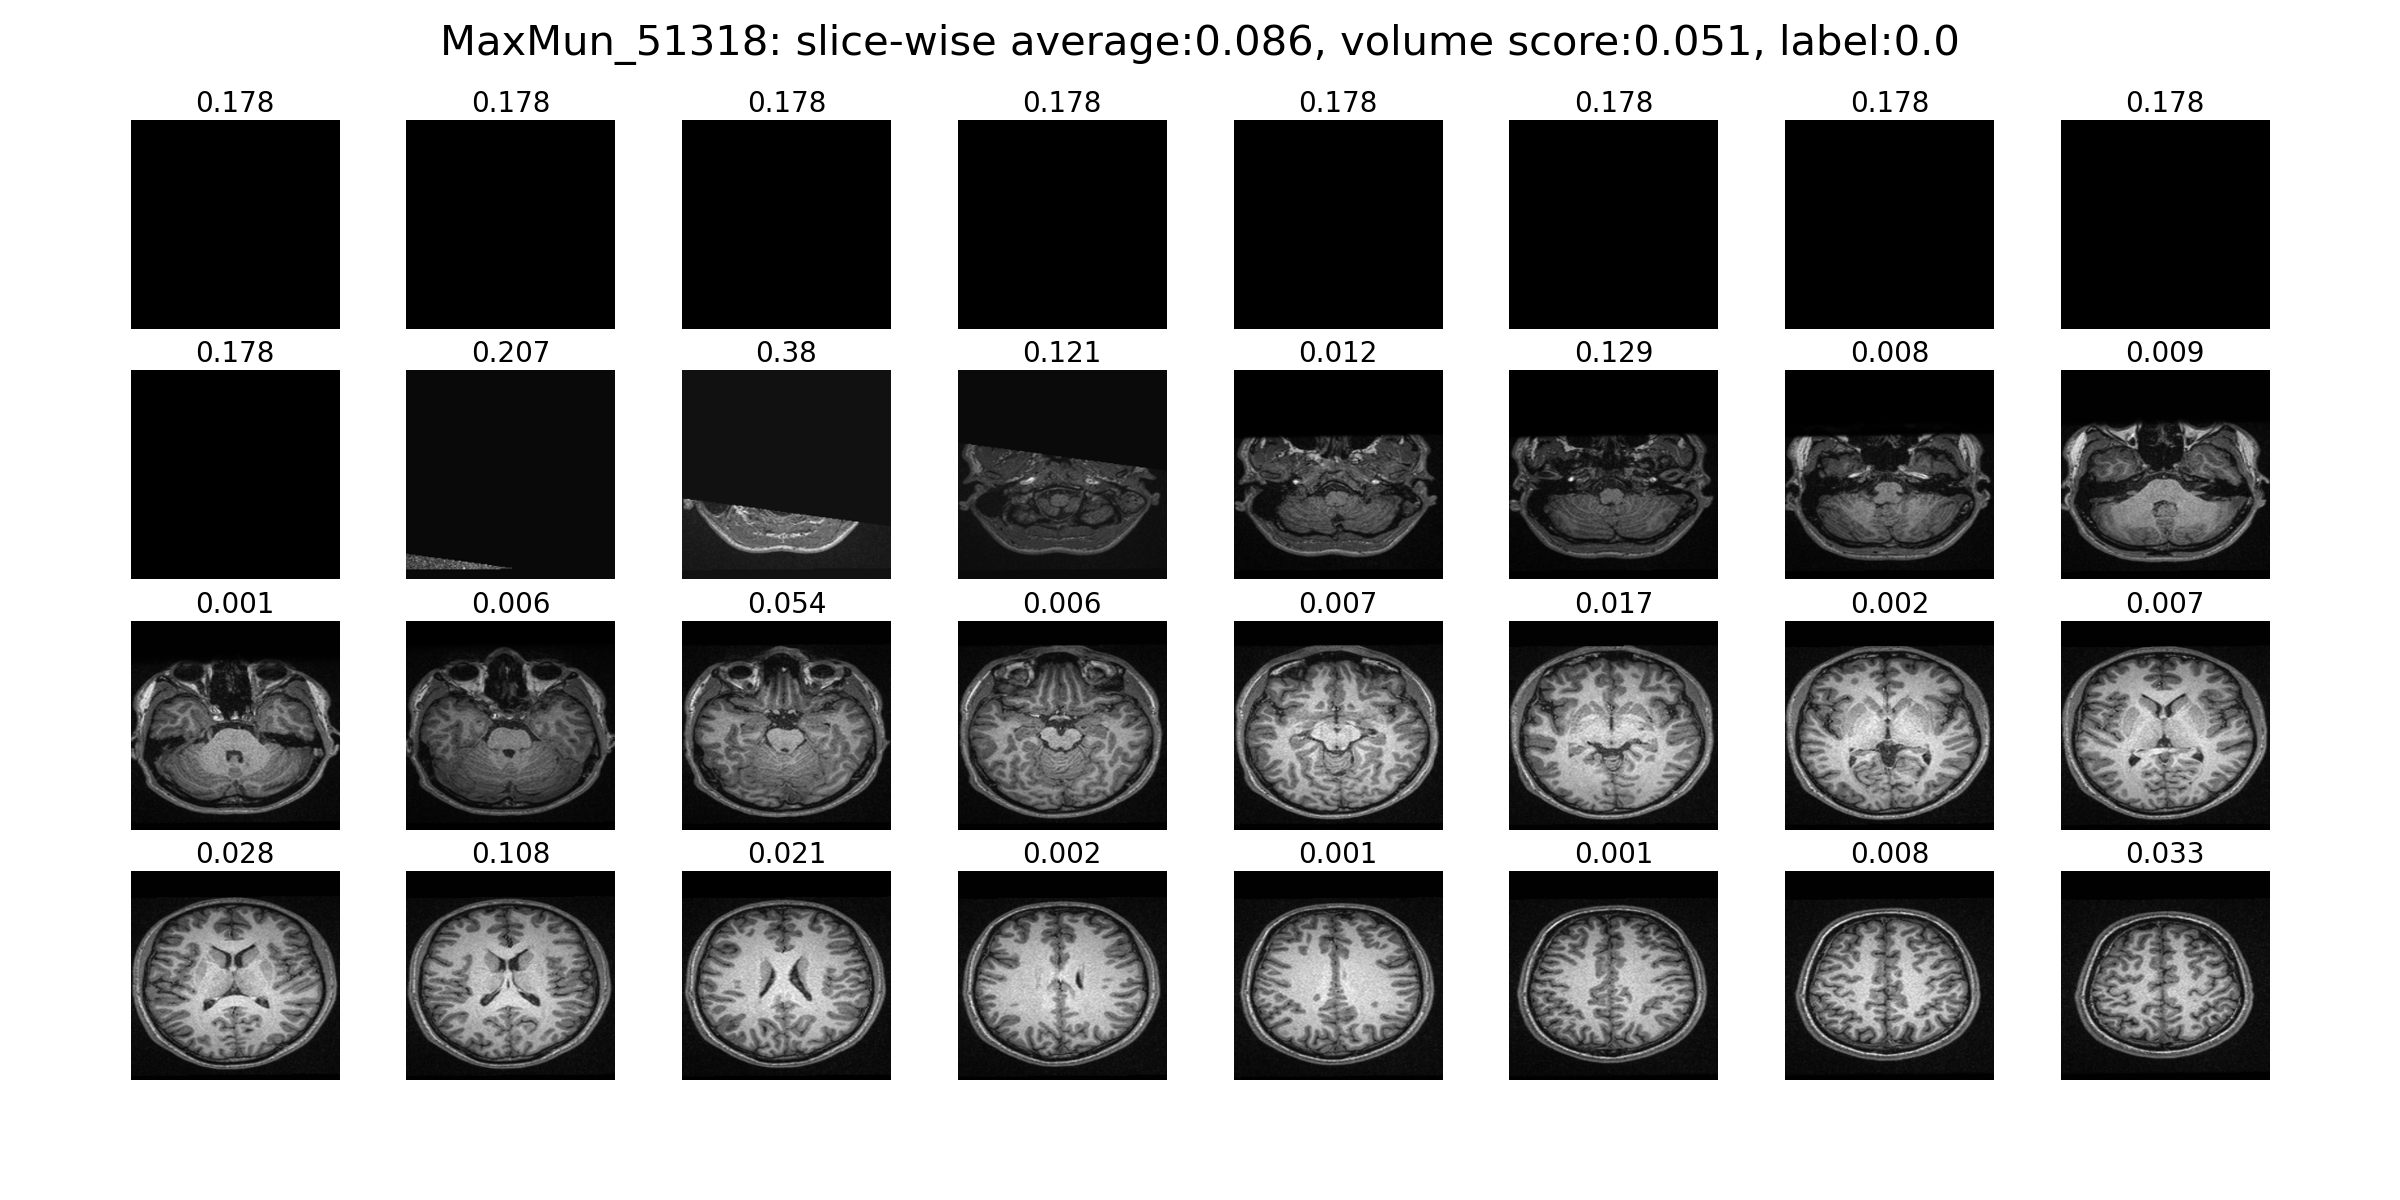 MaxMun_51318: slice-wise average:0.086, volume score:0.051, label:0.0
0.178 0.178 0.178 0.178 0.178 0.178 0.178 0.178
0.178 0.207 0.38 0.121 0.012 0.129 0.008 0.009
0.001 0.006 0.054 0.006 0.007 0.017 0.002 0.007
0.028 0.108 0.021 0.002 0.001 0.001 0.008 0.033